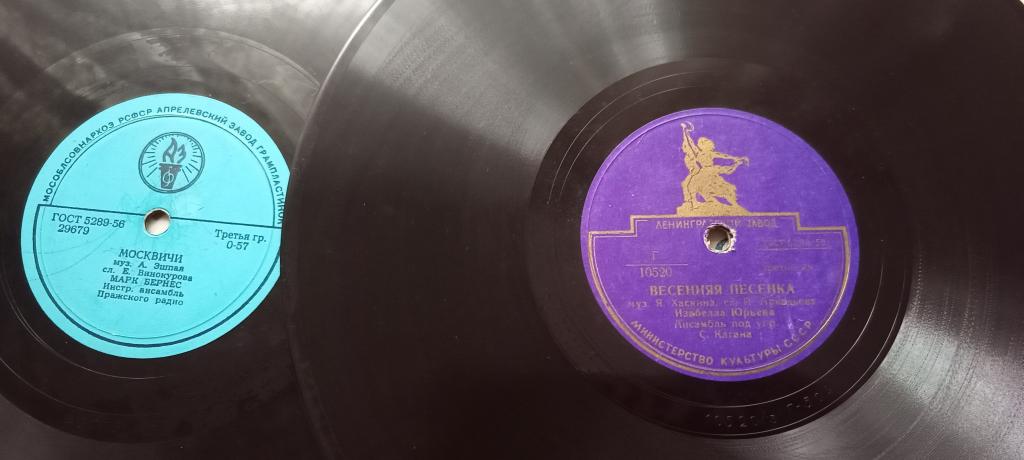 МОСОБЛСОВНАРХОЗ РСФСР АПРЕЛЕВСКИЙ ЗАВОД ГРАМПЛАСТИНОК
ГОСТ 5289-56
29679
Третья гр.
0-57
МОСКВИЧИ
муз. А. Эшпая
сл. Е. Винокурова
МАРК БЕРНЕС
Инстр. ансамбль
Пражского радио
ЛЕНИНГРАДСКИЙ ЗАВОД
Г
10520
ВЕСЕННЯЯ ПЕСЕНКА
муз. Я. Хаскина, сл.
Изабелла Юрьева
Ансамбль под упр.
С. Кагана
МИНИСТЕРСТВО КУЛЬТУРЫ СССР